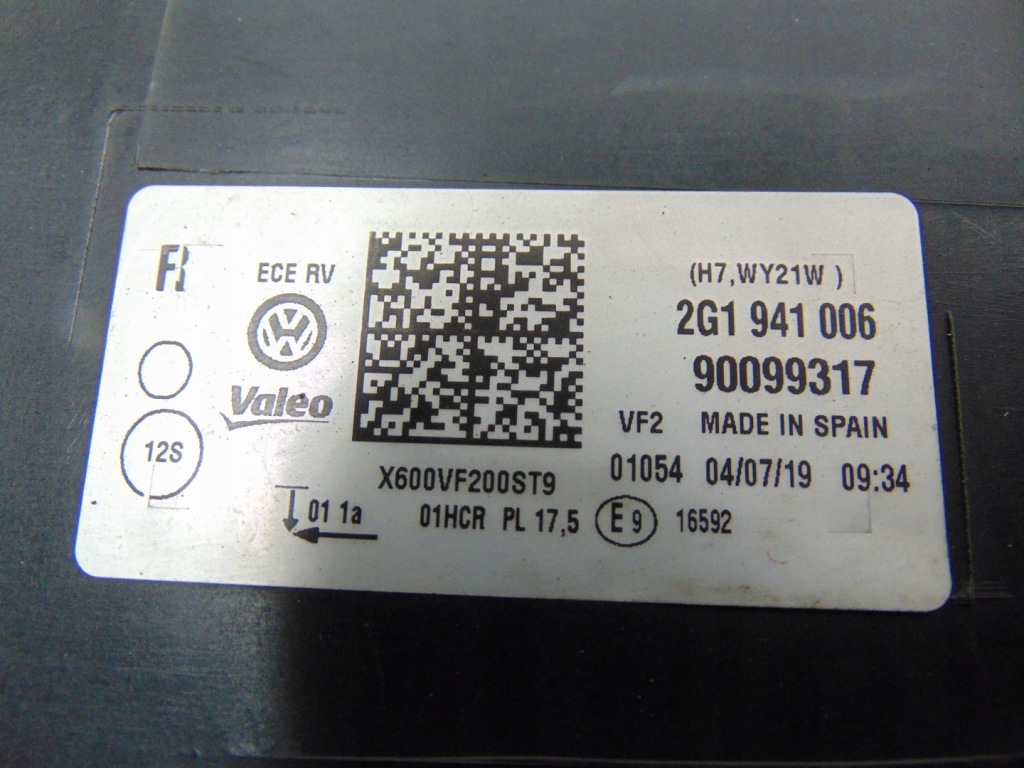 R
ECE RV
(H7,WY21W )
2G1 941 006
Valeo
90099317
12S
VF2 MADE IN SPAIN
X600VF200ST9
01054 04/07/19 09:34
01 1a 01HCR PL 17,5 E9 16592